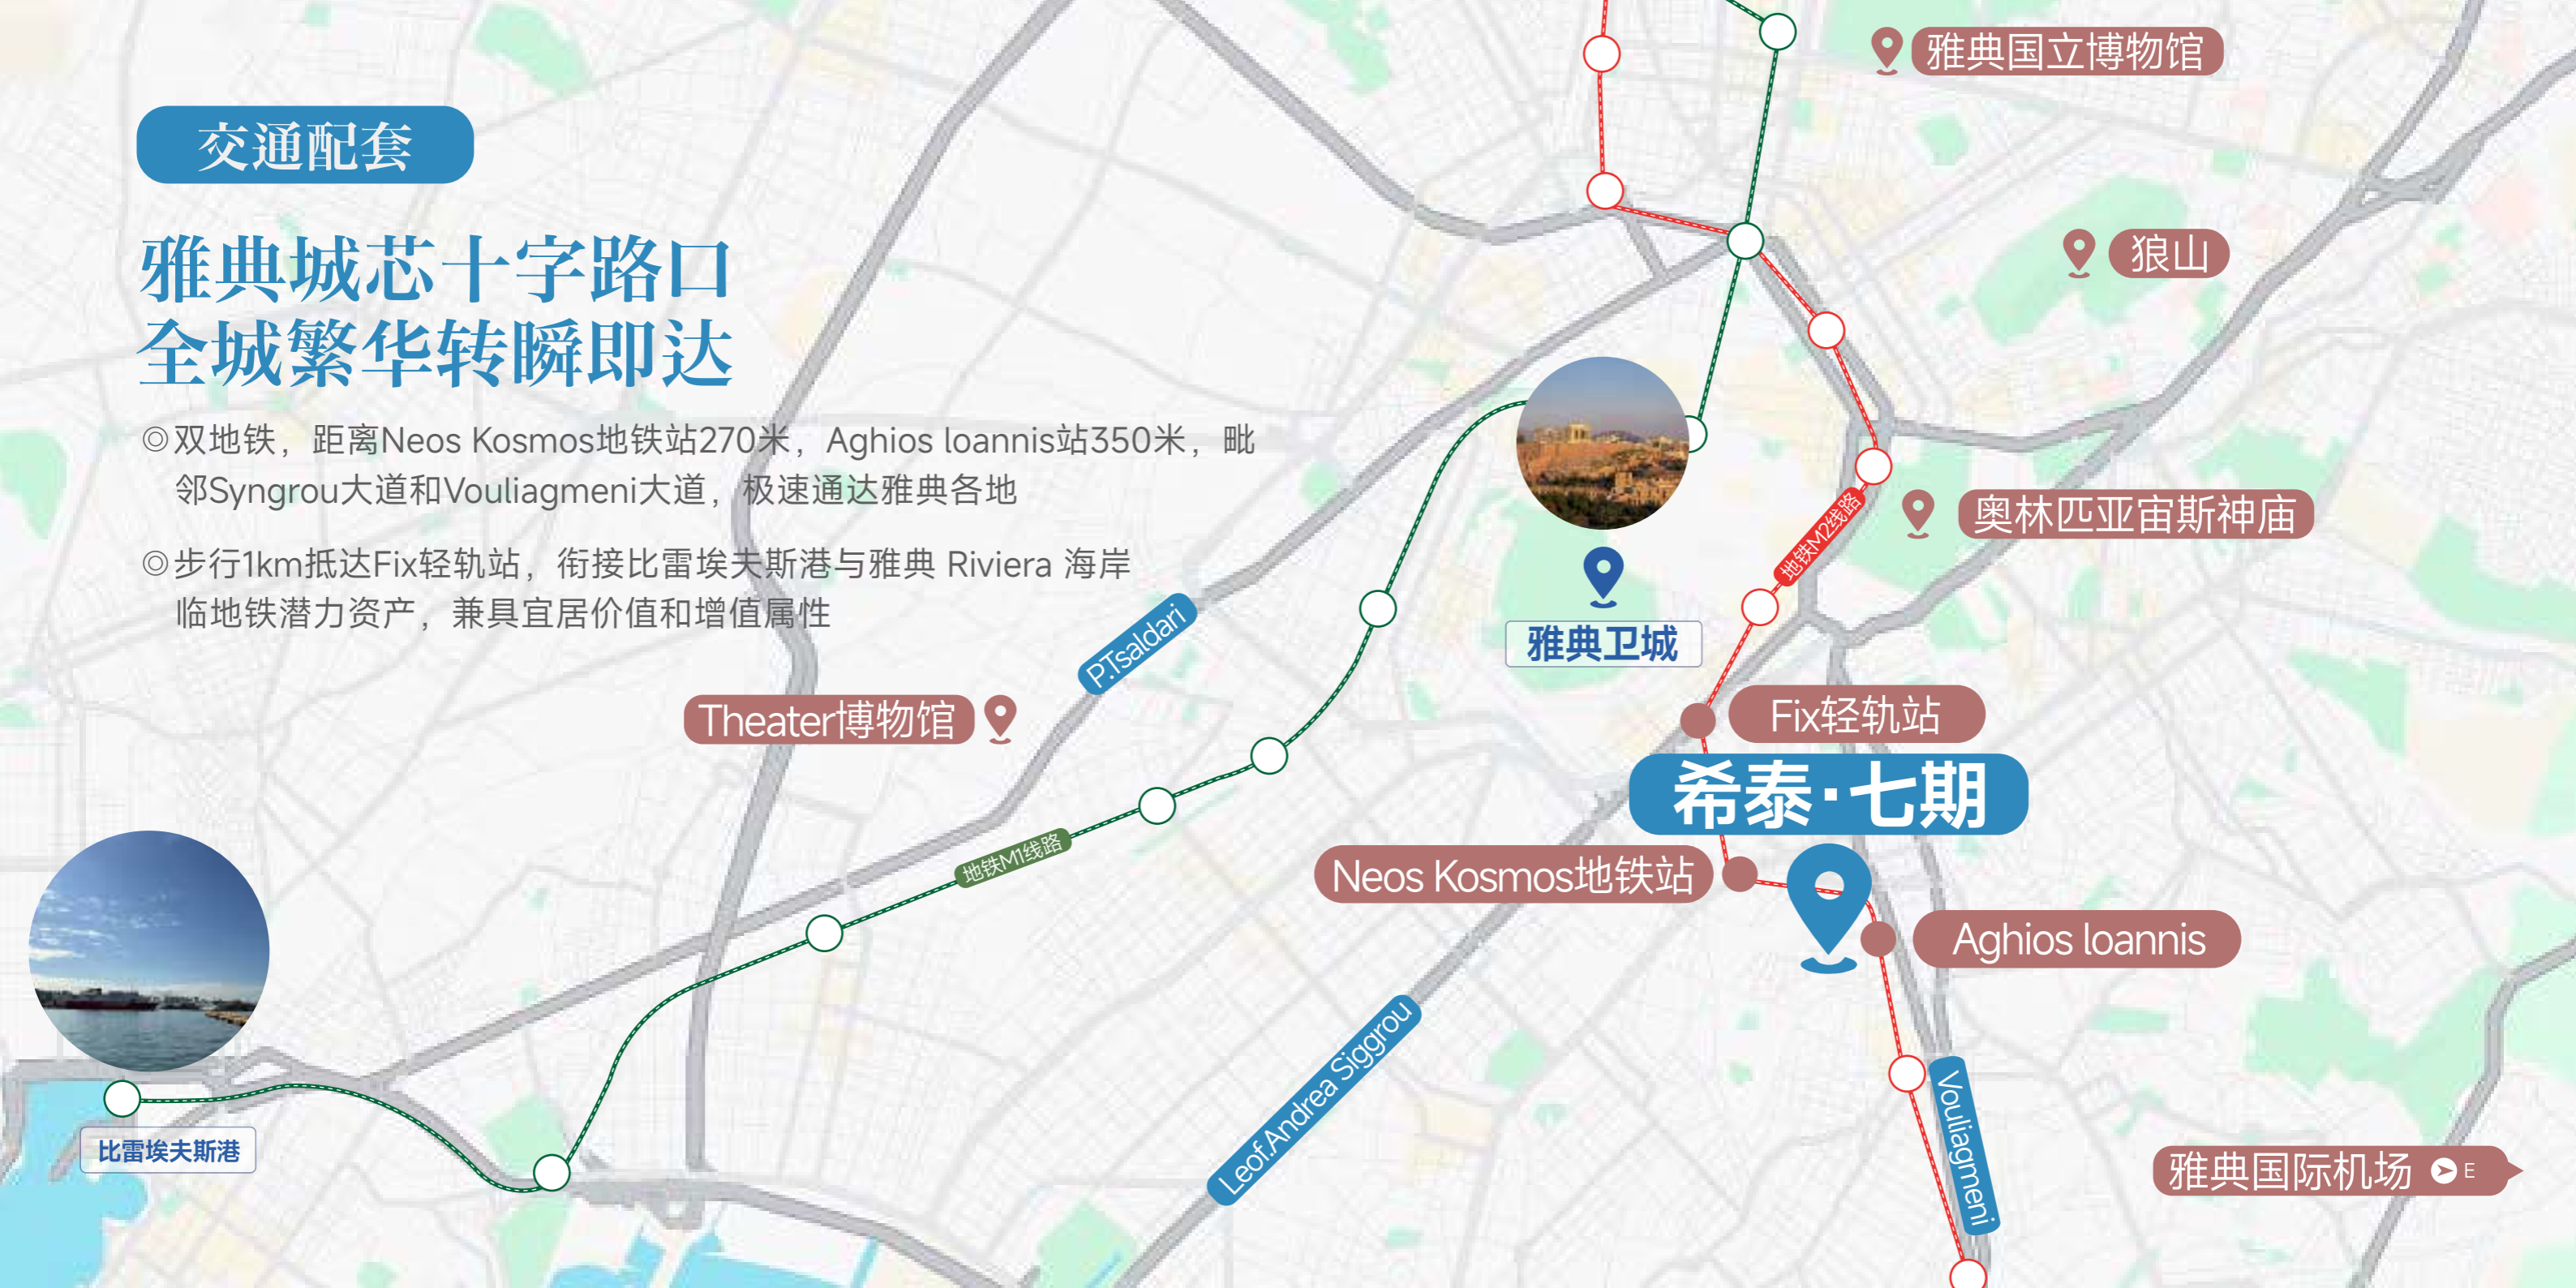 交通配套
雅典城芯十字路口
全城繁华转瞬即达
◎双地铁，距离Neos Kosmos地铁站270米，Aghios loannis站350米，毗
邻Syngrou大道和Vouliagmeni大道，极速通达雅典各地
◎步行1km抵达Fix轻轨站，衔接比雷埃夫斯港与雅典 Riviera 海岸
临地铁潜力资产，兼具宜居价值和增值属性
雅典国立博物馆
狼山
奥林匹亚宙斯神庙
地铁M2线路
雅典卫城
P.Tsaldari
Theater博物馆
Fix轻轨站
希泰·七期
地铁M1线路
Neos Kosmos地铁站
Aghios loannis
Leof.Andrea Siggrou
Vouliagmeni
比雷埃夫斯港
雅典国际机场 E